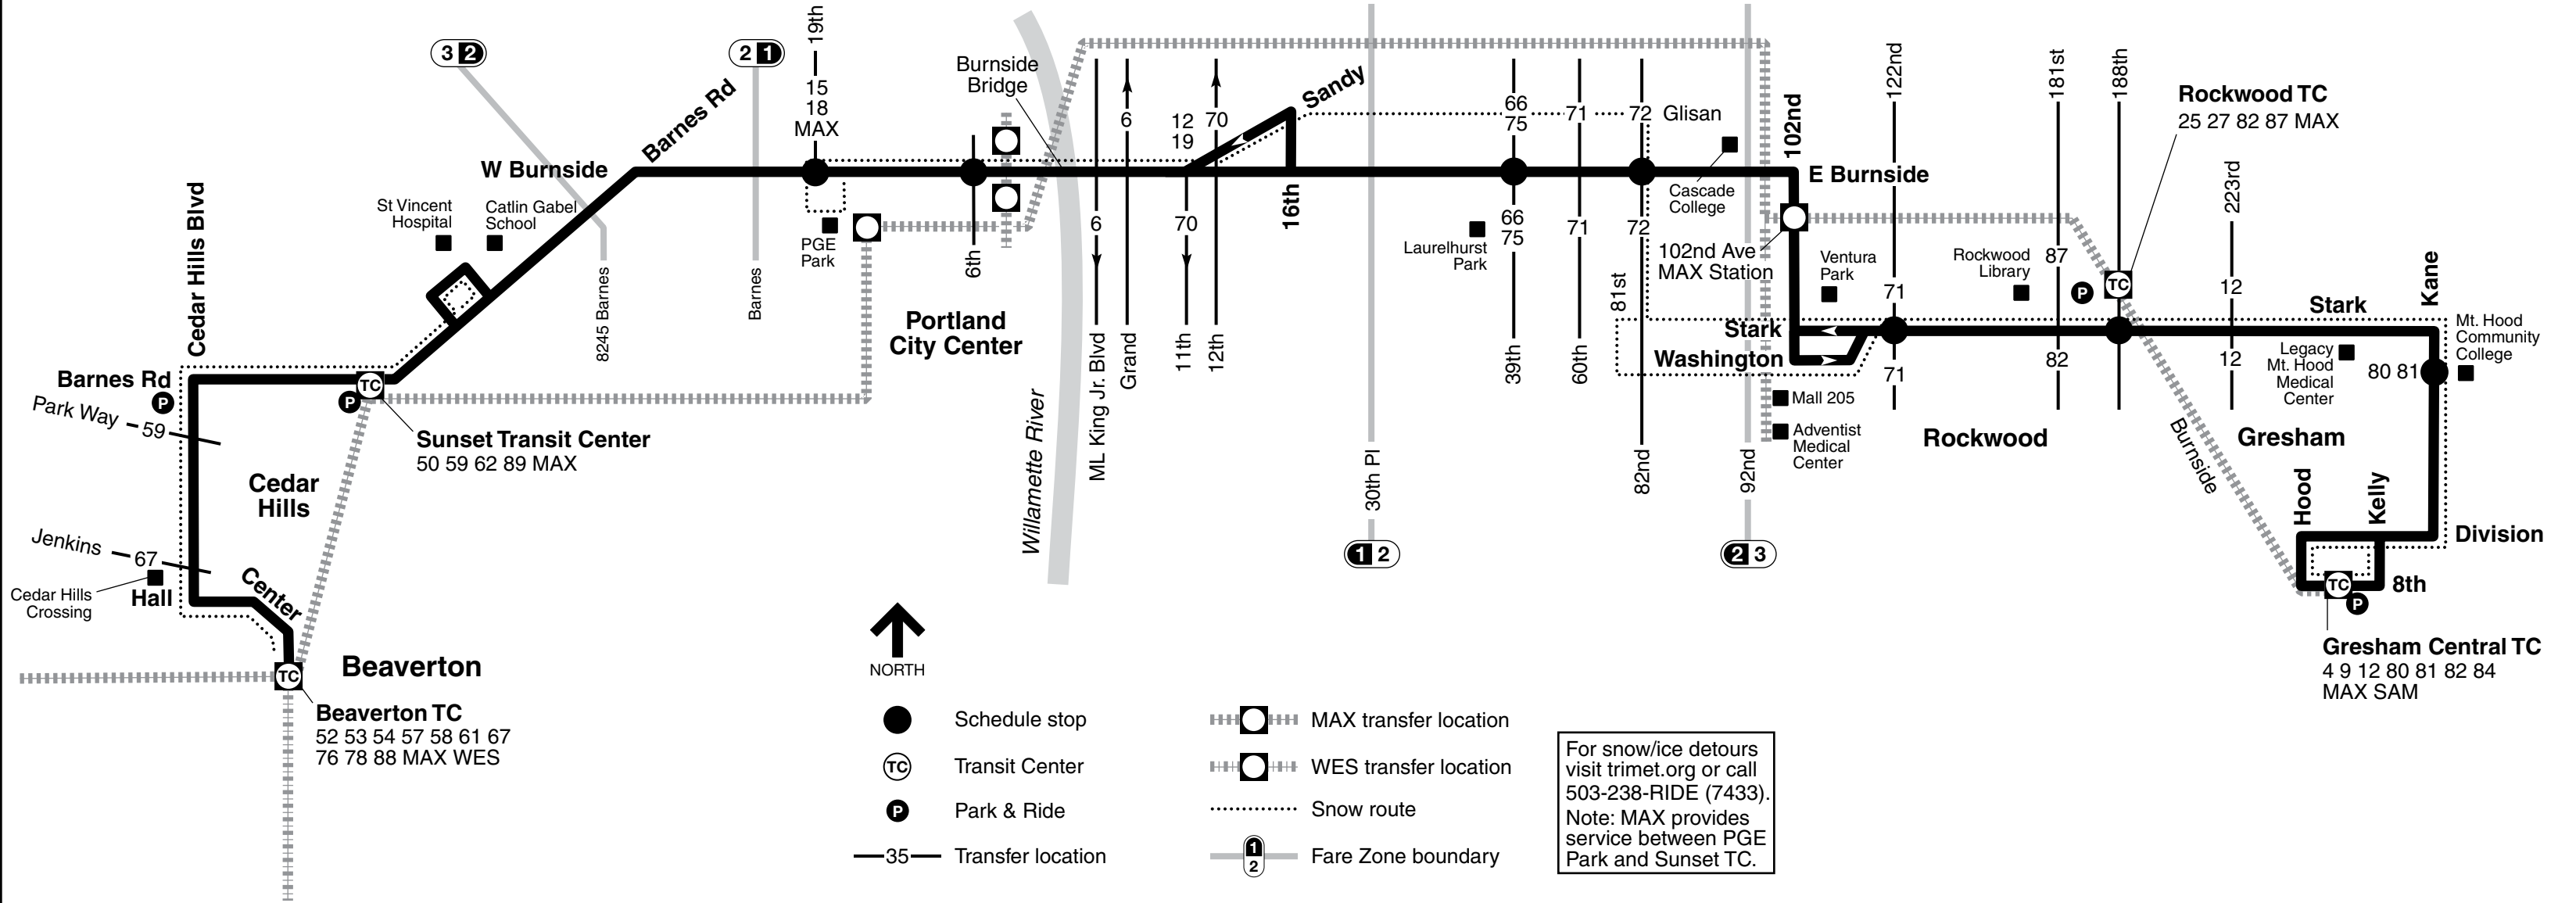 3 2
2 1
19th
15
18
MAX
Barnes Rd
W Burnside
Burnside
Bridge
6
12
19
70
Sandy
66
75
71
72
Glisan
102nd
122nd
181st
188th
Rockwood TC
25 27 82 87 MAX
Cedar Hills Blvd
St Vincent
Hospital
Catlin Gabel
School
8245 Barnes
Barnes
PGE
Park
6th
Portland
City Center
Willamette River
6
ML King Jr. Blvd
Grand
70
11th
12th
16th
30th Pl
1 2
Laurelhurst
Park
66
75
39th
71
60th
72
81st
82nd
Cascade
College
E Burnside
102nd Ave
MAX Station
92nd
2 3
Ventura
Park
71
Rockwood
Library
87
P
TC
223rd
12
Stark
Kane
Stark
Washington
71
82
12
Legacy
Mt. Hood
Medical
Center
80 81
Mt. Hood
Community
College
Mall 205
Adventist
Medical
Center
Rockwood
Burnside
Gresham
Hood
Kelly
Division
8th
TC
P
Gresham Central TC
4 9 12 80 81 82 84
MAX SAM
Barnes Rd
P
TC
P
Park Way
59
Sunset Transit Center
50 59 62 89 MAX
Cedar
Hills
Jenkins
67
Cedar Hills
Crossing
Hall
Center
TC
Beaverton
Beaverton TC
52 53 54 57 58 61 67
76 78 88 MAX WES
NORTH
Schedule stop
TC Transit Center
P Park & Ride
35 Transfer location
MAX transfer location
WES transfer location
Snow route
1
2
Fare Zone boundary
For snow/ice detours
visit trimet.org or call
503-238-RIDE (7433).
Note: MAX provides
service between PGE
Park and Sunset TC.